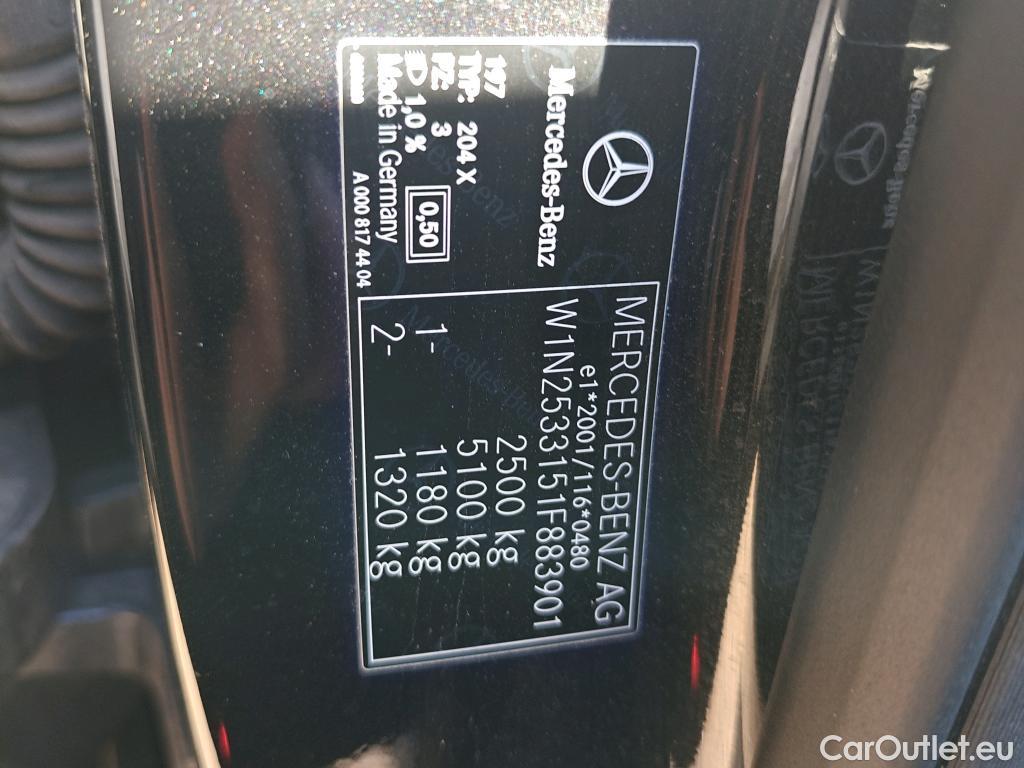 Mercedes-Benz
197
TYP: 204 X
PZ: 3
D 1,0 %
0,50
Made in Germany
A 000 817 44 04
MERCEDES-BENZ AG
W1N2533151F883901
e1*2001/116*0480
2500 kg
5100 kg
1- 1180 kg
2- 1320 kg
CarOutlet.eu